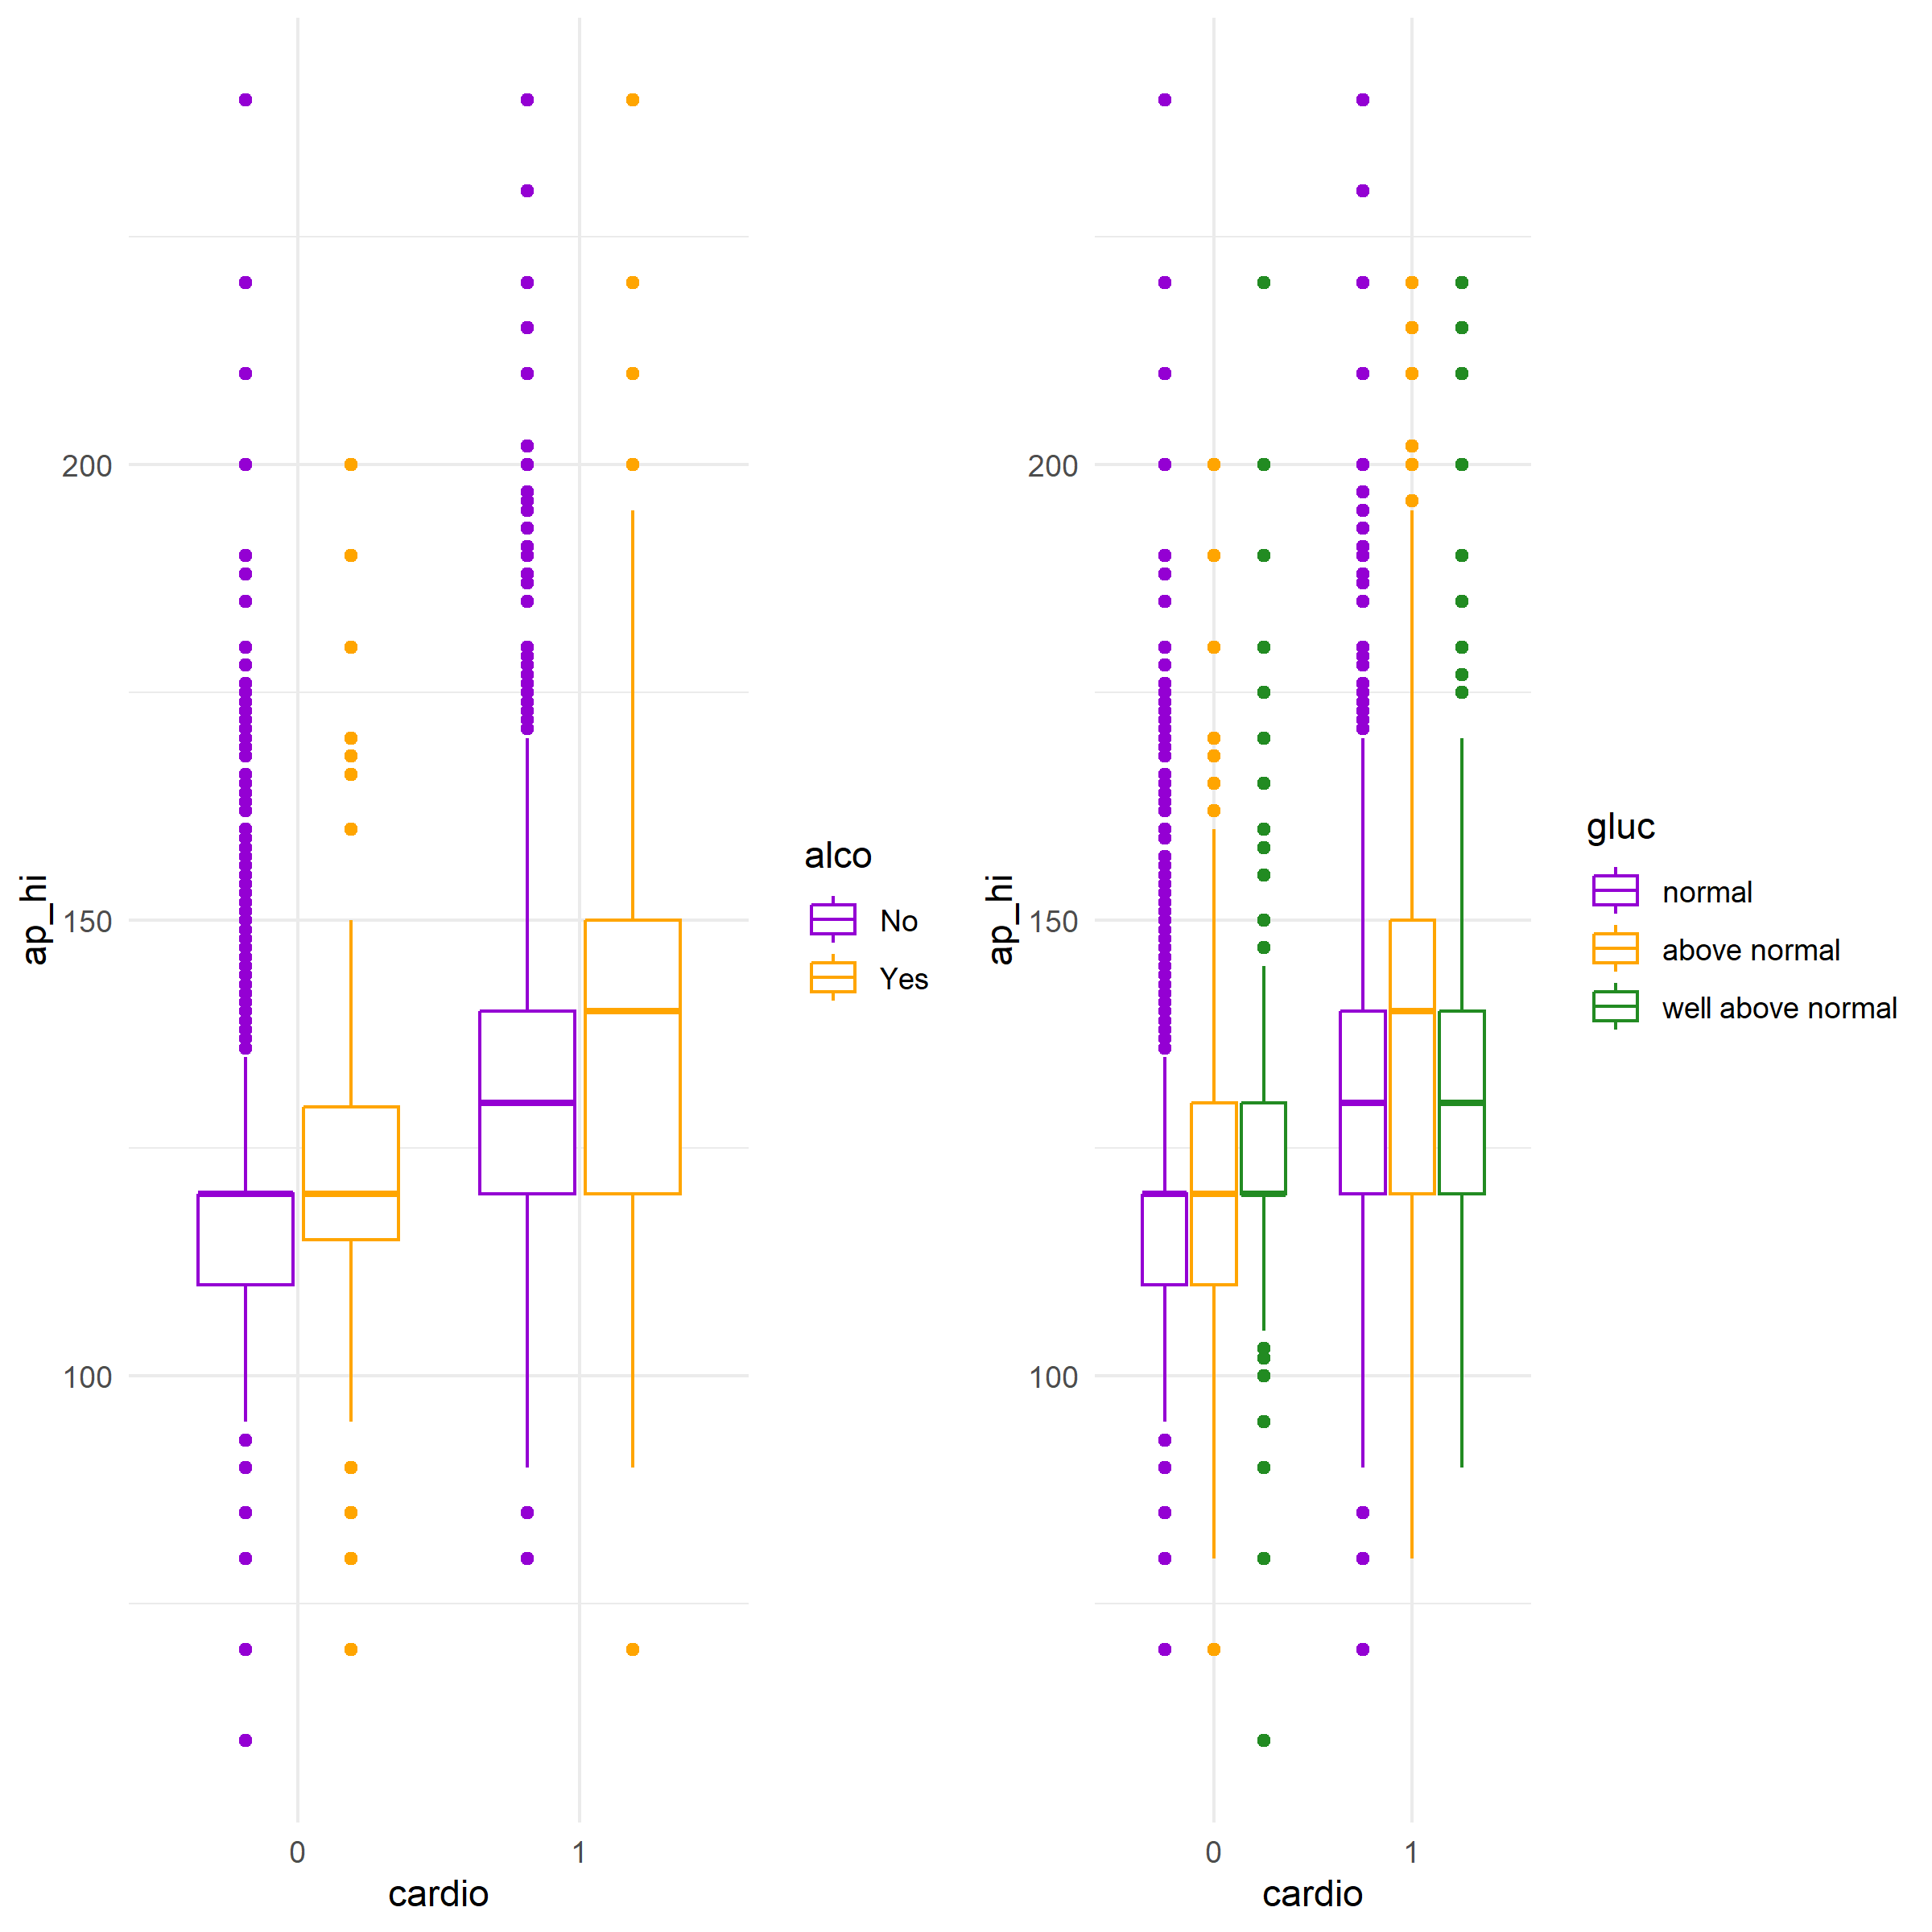 ap_hi
200
150
100
0
1
cardio
alco
No
Yes
ap_hi
200
150
100
0
1
cardio
gluc
normal
above normal
well above normal